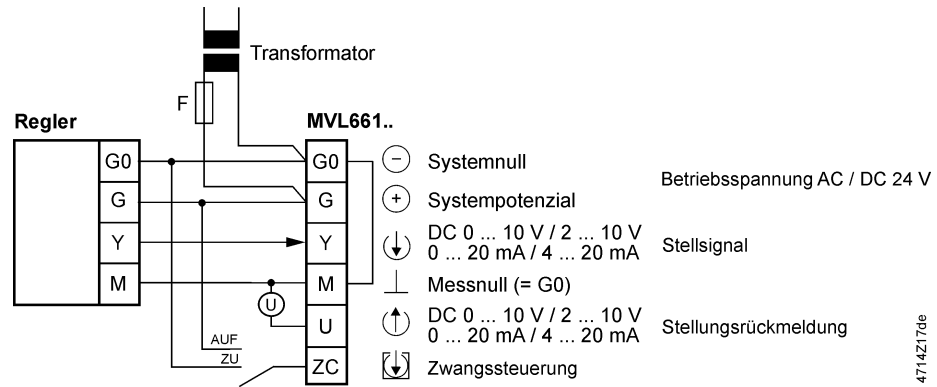 Transformator
F
Regler
MVL661..
G0
G0
Systemnull
G
G
Systempotenzial
Betriebsspannung AC / DC 24 V
Y
Y
DC 0 ... 10 V / 2 ... 10 V
0 ... 20 mA / 4 ... 20 mA
Stellsignal
M
M
Messnull (= G0)
U
U
DC 0 ... 10 V / 2 ... 10 V
0 ... 20 mA / 4 ... 20 mA
Stellungsrückmeldung
AUF
ZU
ZC
Zwangssteuerung
4714Z17de